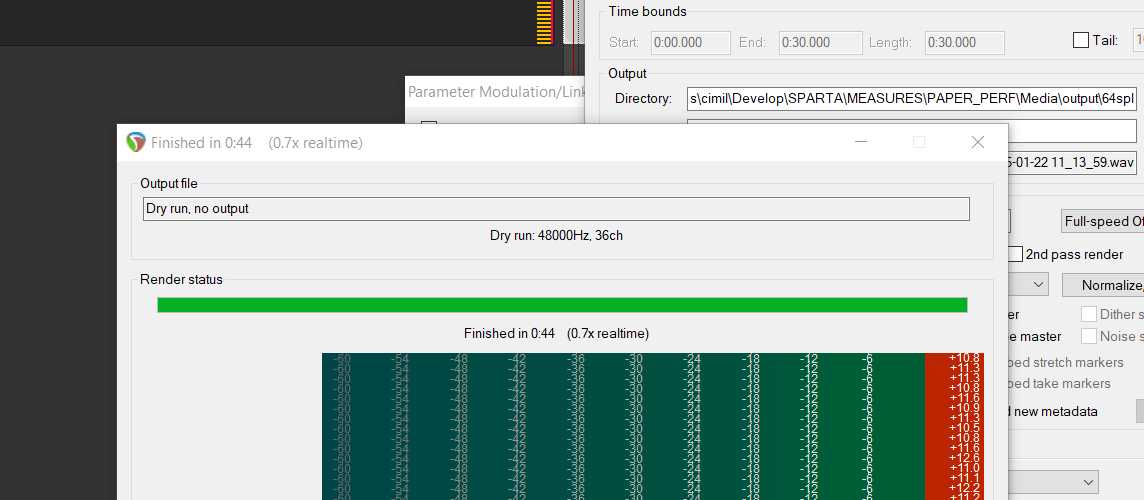 Time bounds
Start: 0:00.000 End: 0:30.000 Length: 0:30.000 Tail:
Output
Directory: s\cimil\Develop\SPARTA\MEASURES\PAPER_PERF\Media\output\64spl
Parameter Modulation/Link
Finished in 0:44 (0.7x realtime)
5-01-22 11_13_59.wav
Output file
Dry run, no output
Dry run: 48000Hz, 36ch
Full-speed Of
2nd pass render
Normalize,
Render status
Finished in 0:44 (0.7x realtime)
er Dither s
e master Noise s
bed stretch markers
bed take markers
d new metadata
-60 -54 -48 -42 -36 -30 -24 -18 -12 -6 +10.8
-60 -54 -48 -42 -36 -30 -24 -18 -12 -6 +11.3
-60 -54 -48 -42 -36 -30 -24 -18 -12 -6 +11.3
-60 -54 -48 -42 -36 -30 -24 -18 -12 -6 +10.8
-60 -54 -48 -42 -36 -30 -24 -18 -12 -6 +11.6
-60 -54 -48 -42 -36 -30 -24 -18 -12 -6 +10.9
-60 -54 -48 -42 -36 -30 -24 -18 -12 -6 +11.3
-60 -54 -48 -42 -36 -30 -24 -18 -12 -6 +10.5
-60 -54 -48 -42 -36 -30 -24 -18 -12 -6 +10.8
-60 -54 -48 -42 -36 -30 -24 -18 -12 -6 +11.6
-60 -54 -48 -42 -36 -30 -24 -18 -12 -6 +12.6
-60 -54 -48 -42 -36 -30 -24 -18 -12 -6 +11.0
-60 -54 -48 -42 -36 -30 -24 -18 -12 -6 +11.1
-60 -54 -48 -42 -36 -30 -24 -18 -12 -6 +12.2
-60 -54 -48 -42 -36 -30 -24 -18 -12 -6 +11.2